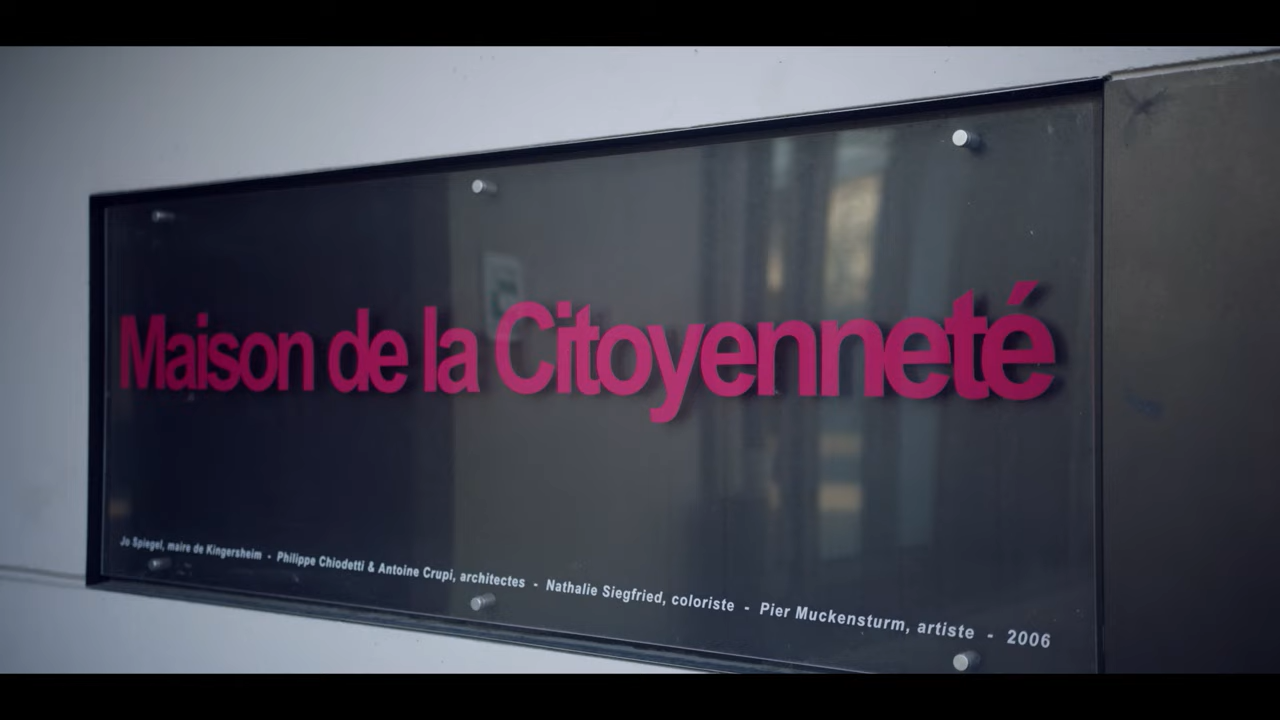 Maison de la Citoyenneté
Jo Spiegel, maire de Kingersheim - Philippe Chiodetti & Antoine Crupi, architectes - Nathalie Siegfried, coloriste - Pier Muckensturm, artiste - 2006